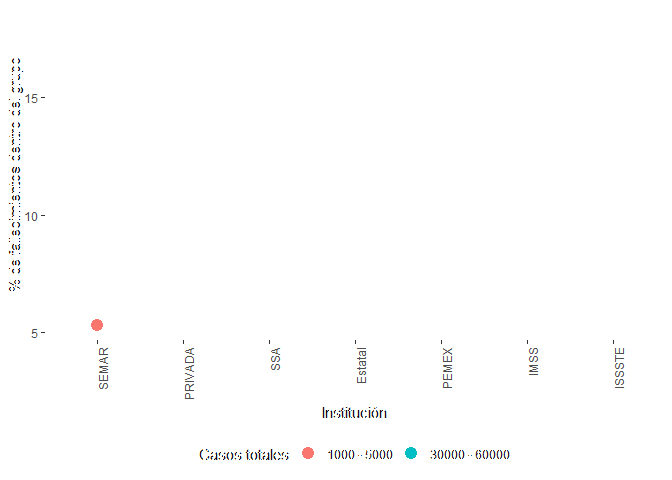 % de fallecimientos dentro del grupo
15
10
5
SEMAR
PRIVADA
SSA
Estatal
PEMEX
IMSS
ISSSTE
Institución
Casos totales 1000 - 5000 30000 - 60000